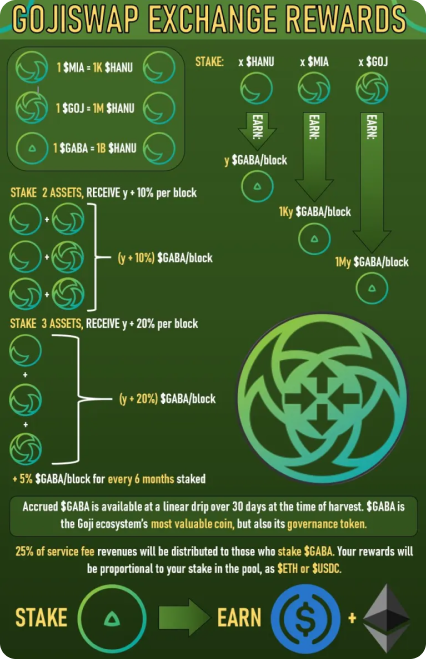 GOJISWAP EXCHANGE REWARDS
1 $MIA = 1K $HANU
1 $GOJ = 1M $HANU
1 $GABA = 1B $HANU
STAKE: x $HANU x $MIA x $GOJ
EARN: EARN: EARN:
y $GABA/block
1Ky $GABA/block
1My $GABA/block
STAKE 2 ASSETS, RECEIVE y + 10% per block
+
+
+
(y + 10%) $GABA/block
STAKE 3 ASSETS, RECEIVE y + 20% per block
+
+
(y + 20%) $GABA/block
+ 5% $GABA/block for every 6 months staked
Accrued $GABA is available at a linear drip over 30 days at the time of harvest. $GABA is
the Goji ecosystem's most valuable coin, but also its governance token.
25% of service fee revenues will be distributed to those who stake $GABA. Your rewards will
be proportional to your stake in the pool, as $ETH or $USDC.
STAKE EARN $ +